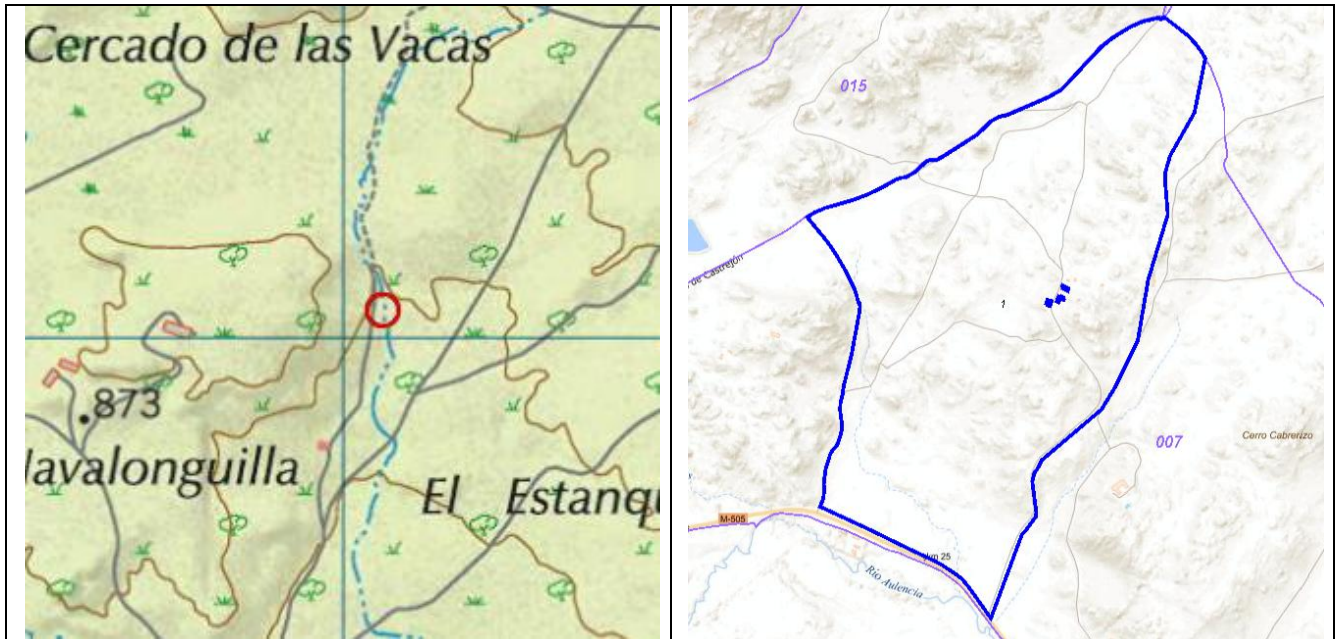 Cercado de las Vacas
.873
lavalonguilla
El Estanq
015
de Castrejón
1
007
Cerro Cabrerizo
M-505
km 25
Río Aulencia